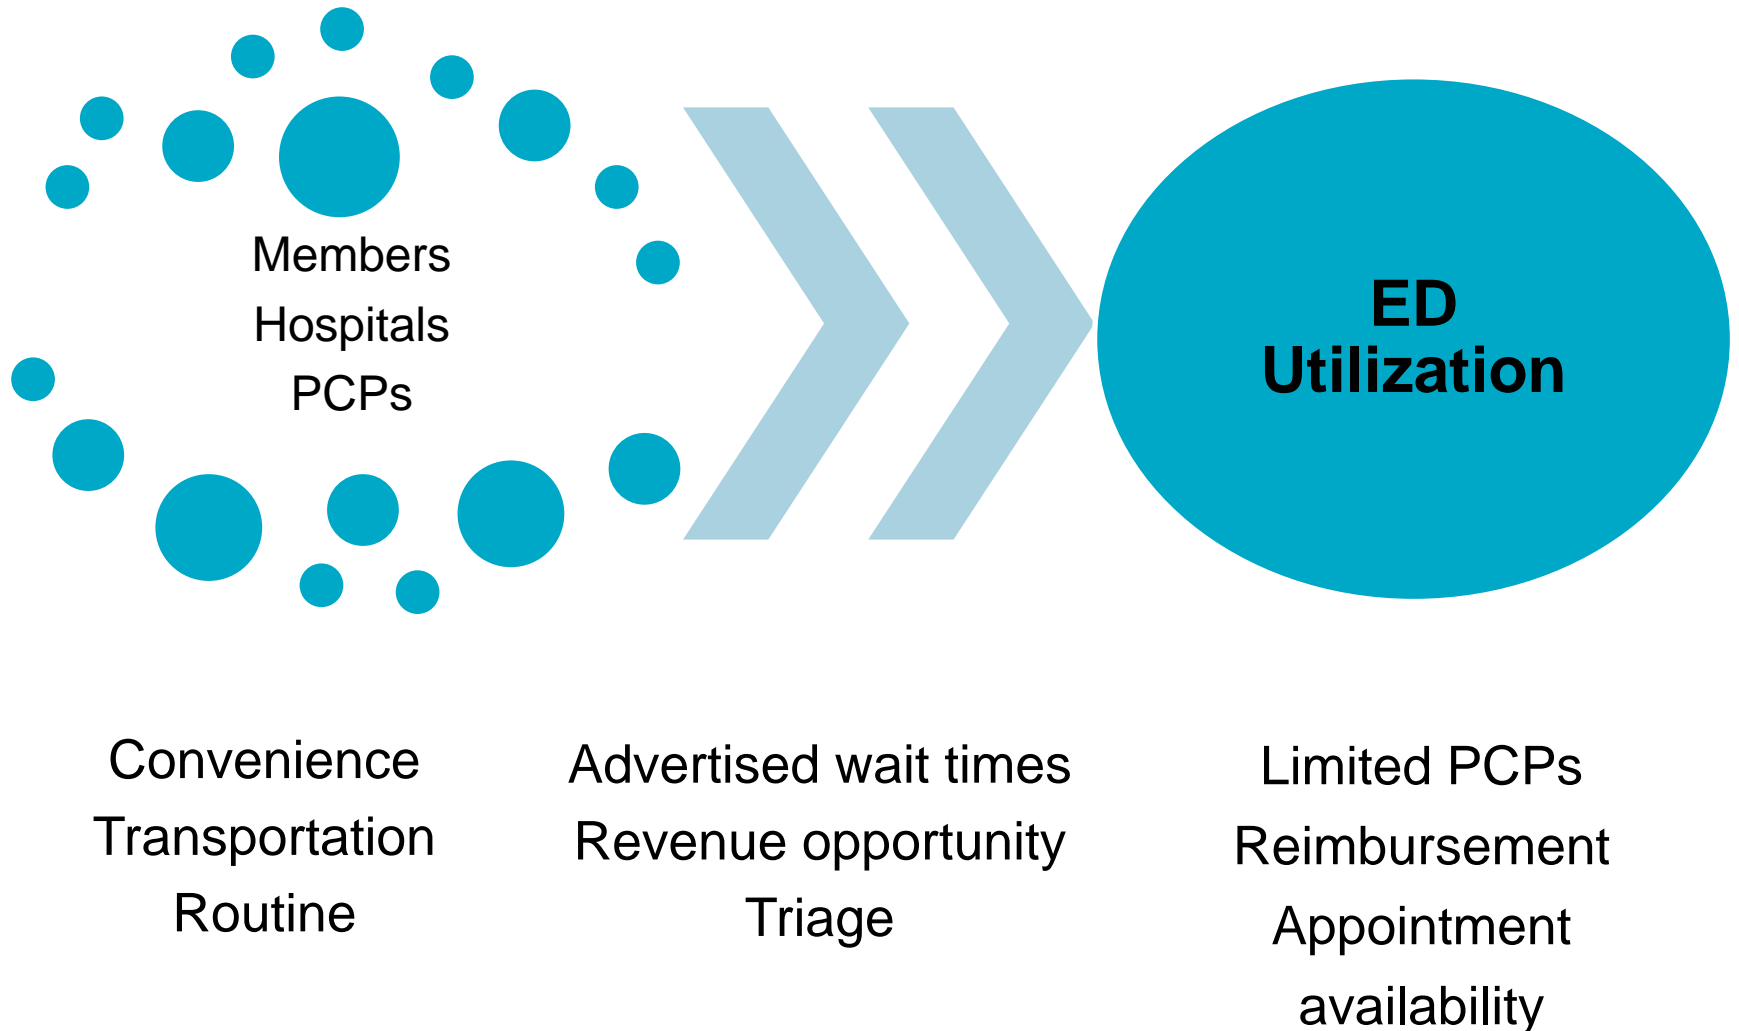 Members
Hospitals
PCPs
ED
Utilization
Convenience
Transportation
Routine
Advertised wait times
Revenue opportunity
Triage
Limited PCPs
Reimbursement
Appointment
availability